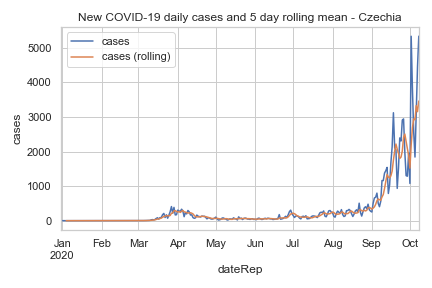 New COVID-19 daily cases and 5 day rolling mean - Czechia
cases
cases (rolling)
5000
4000
3000
2000
1000
0
cases
Jan Feb Mar Apr May Jun Jul Aug Sep Oct
2020
dateRep